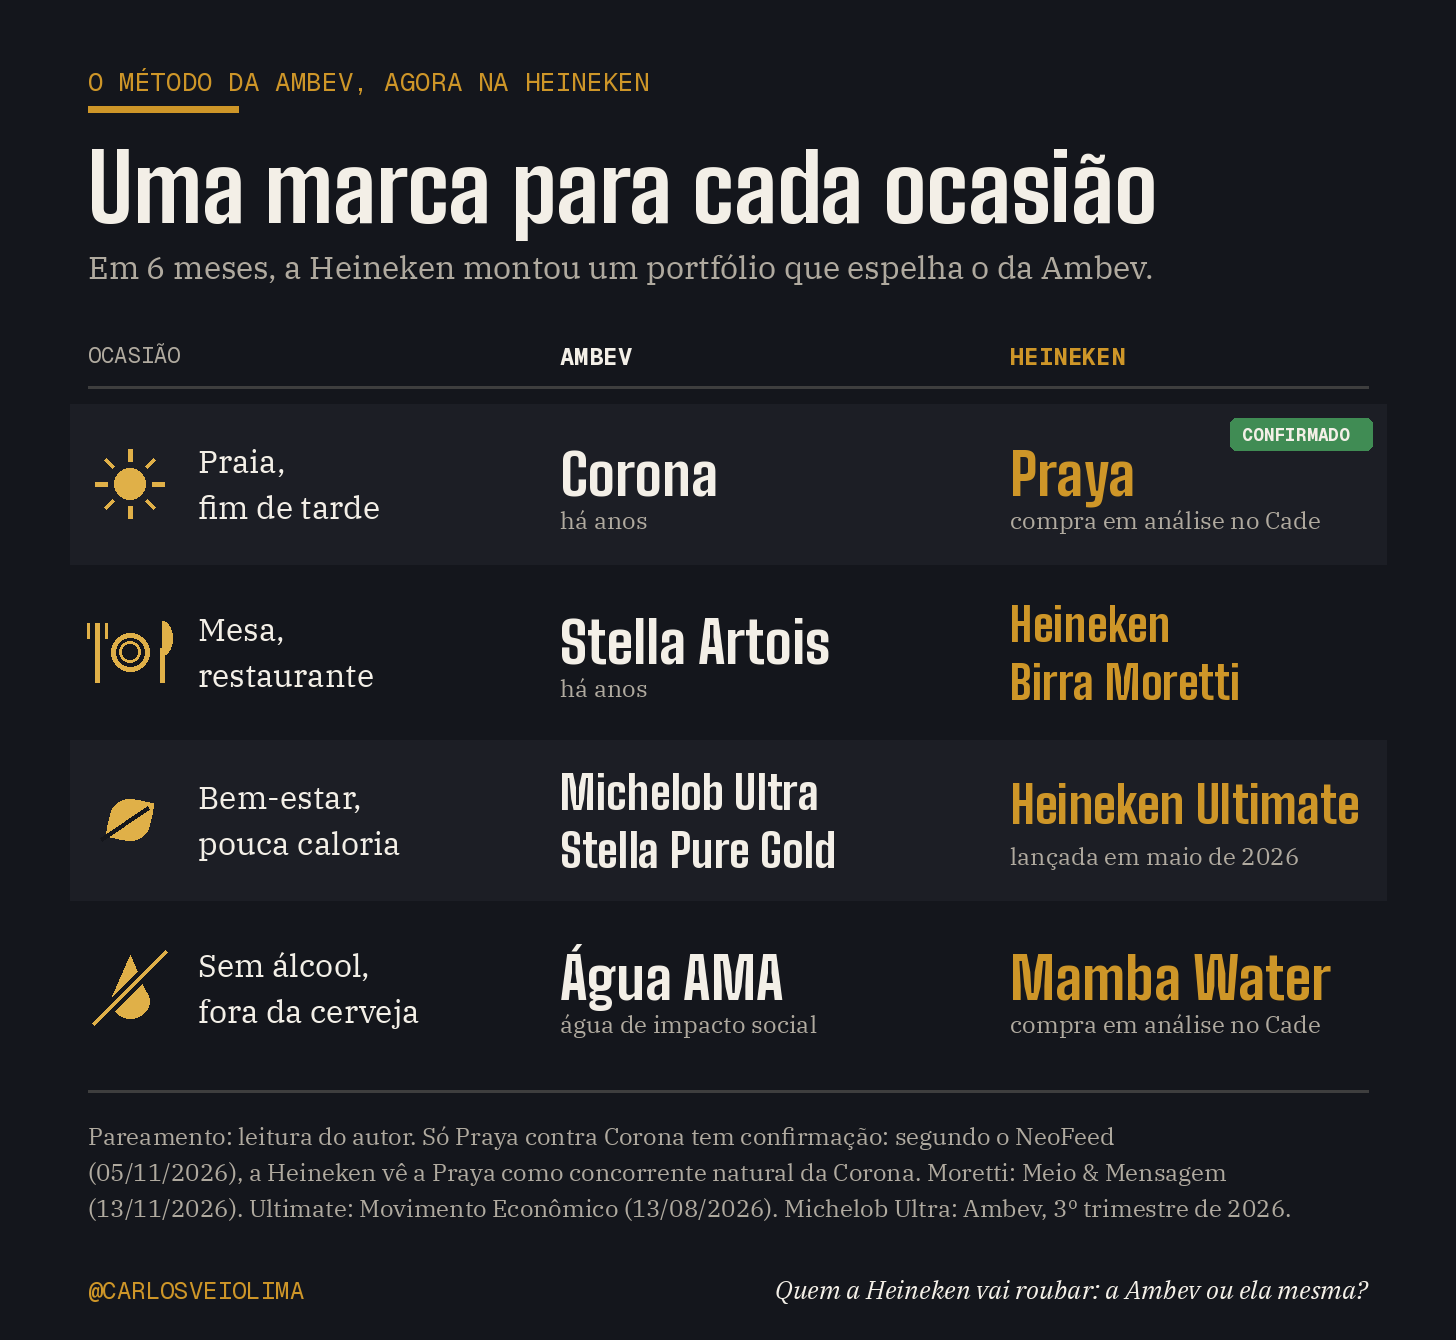 O MÉTODO DA AMBEV, AGORA NA HEINEKEN
Uma marca para cada ocasião
Em 6 meses, a Heineken montou um portfólio que espelha o da Ambev.
OCASIÃO AMBEV HEINEKEN
CONFIRMADO
Praia,
fim de tarde
Corona
há anos
Praya
compra em análise no Cade
Mesa,
restaurante
Stella Artois
há anos
Heineken
Birra Moretti
Bem-estar,
pouca caloria
Michelob Ultra
Stella Pure Gold
Heineken Ultimate
lançada em maio de 2026
Sem álcool,
fora da cerveja
Água AMA
água de impacto social
Mamba Water
compra em análise no Cade
Pareamento: leitura do autor. Só Praya contra Corona tem confirmação: segundo o NeoFeed
(05/11/2026), a Heineken vê a Praya como concorrente natural da Corona. Moretti: Meio & Mensagem
(13/11/2026). Ultimate: Movimento Econômico (13/08/2026). Michelob Ultra: Ambev, 3º trimestre de 2026.
@CARLOSVEIOLIMA
Quem a Heineken vai roubar: a Ambev ou ela mesma?